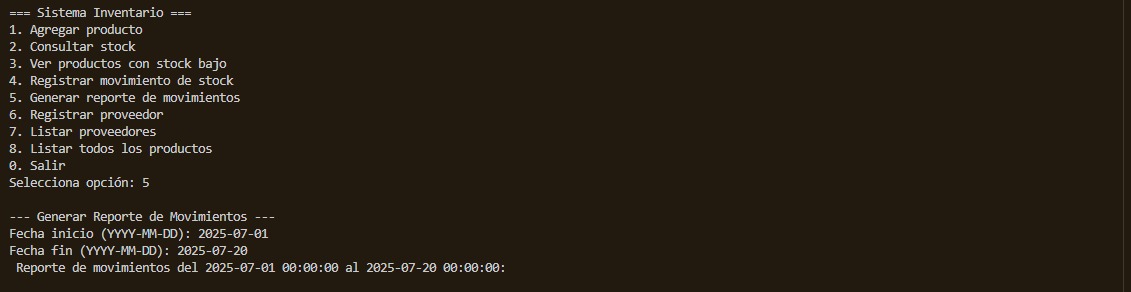 === Sistema Inventario ===
1. Agregar producto
2. Consultar stock
3. Ver productos con stock bajo
4. Registrar movimiento de stock
5. Generar reporte de movimientos
6. Registrar proveedor
7. Listar proveedores
8. Listar todos los productos
0. Salir
Selecciona opción: 5

--- Generar Reporte de Movimientos ---
Fecha inicio (YYYY-MM-DD): 2025-07-01
Fecha fin (YYYY-MM-DD): 2025-07-20
Reporte de movimientos del 2025-07-01 00:00:00 al 2025-07-20 00:00:00: